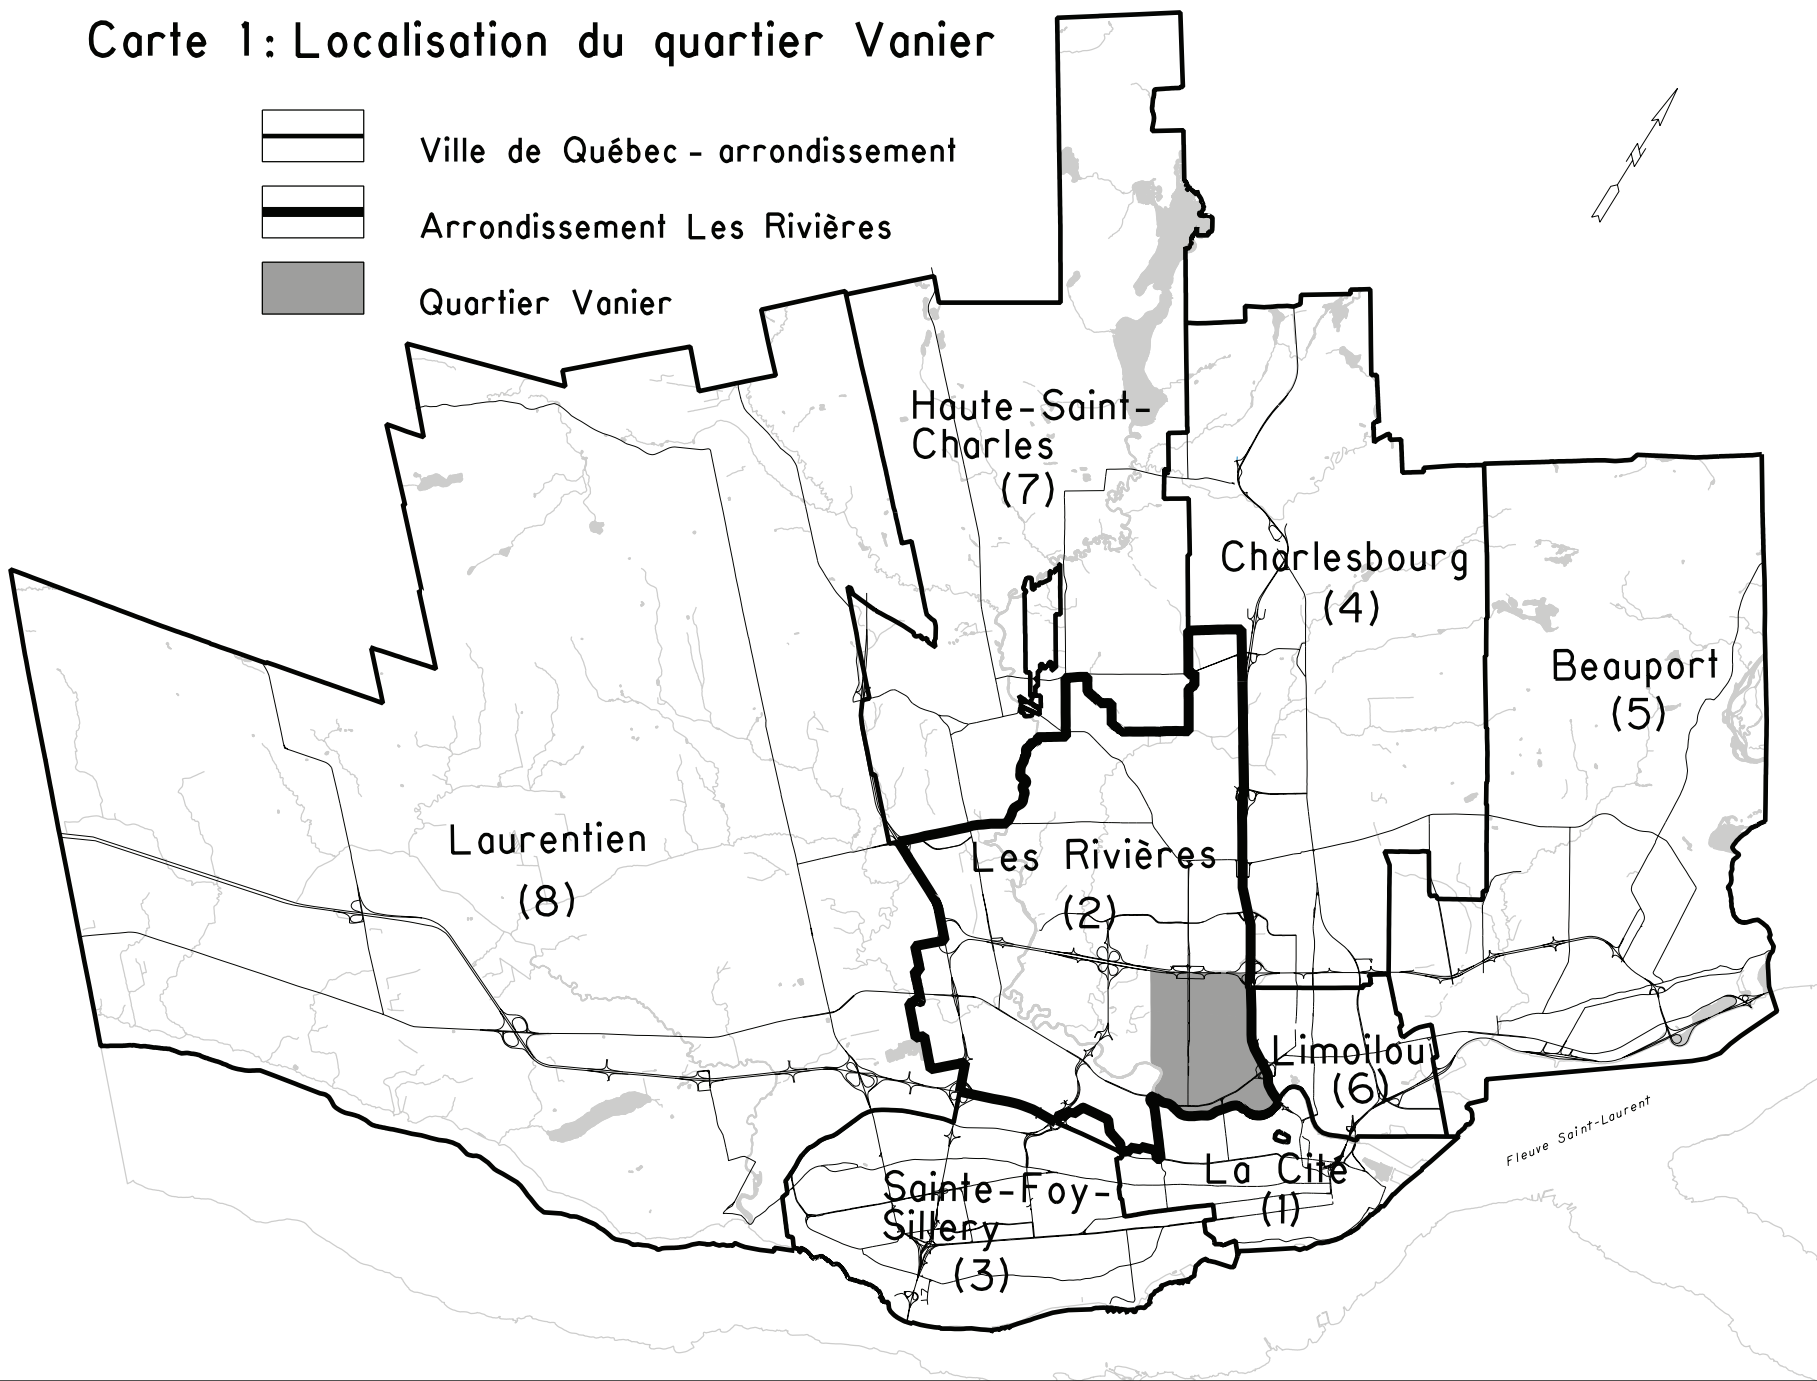 Carte 1: Localisation du quartier Vanier
Ville de Québec - arrondissement
Arrondissement Les Rivières
Quartier Vanier
Haute-Saint-
Charles
(7)
Charlesbourg
(4)
Beauport
(5)
Laurentien
(8)
Les Rivières
(2)
Limoilou
(6)
Fleuve Saint-Laurent
La Cité
(1)
Sainte-Foy-
Sillery
(3)